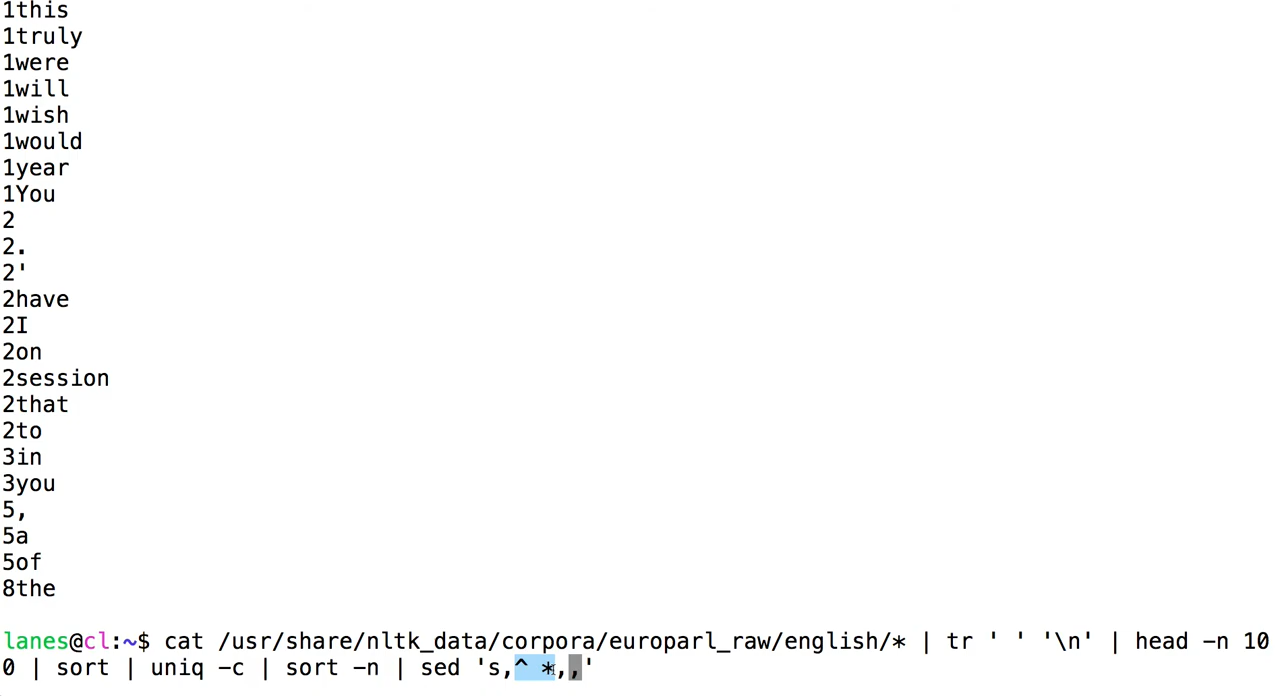 1this
1truly
1were
1will
1wish
1would
1year
1You
2
2.
2'
2have
2I
2on
2session
2that
2to
3in
3you
5,
5a
5of
8the
lanes@cl:~$ cat /usr/share/nltk_data/corpora/europarl_raw/english/* | tr ' ' '\n' | head -n 10
0 | sort | uniq -c | sort -n | sed 's,^ *,,'